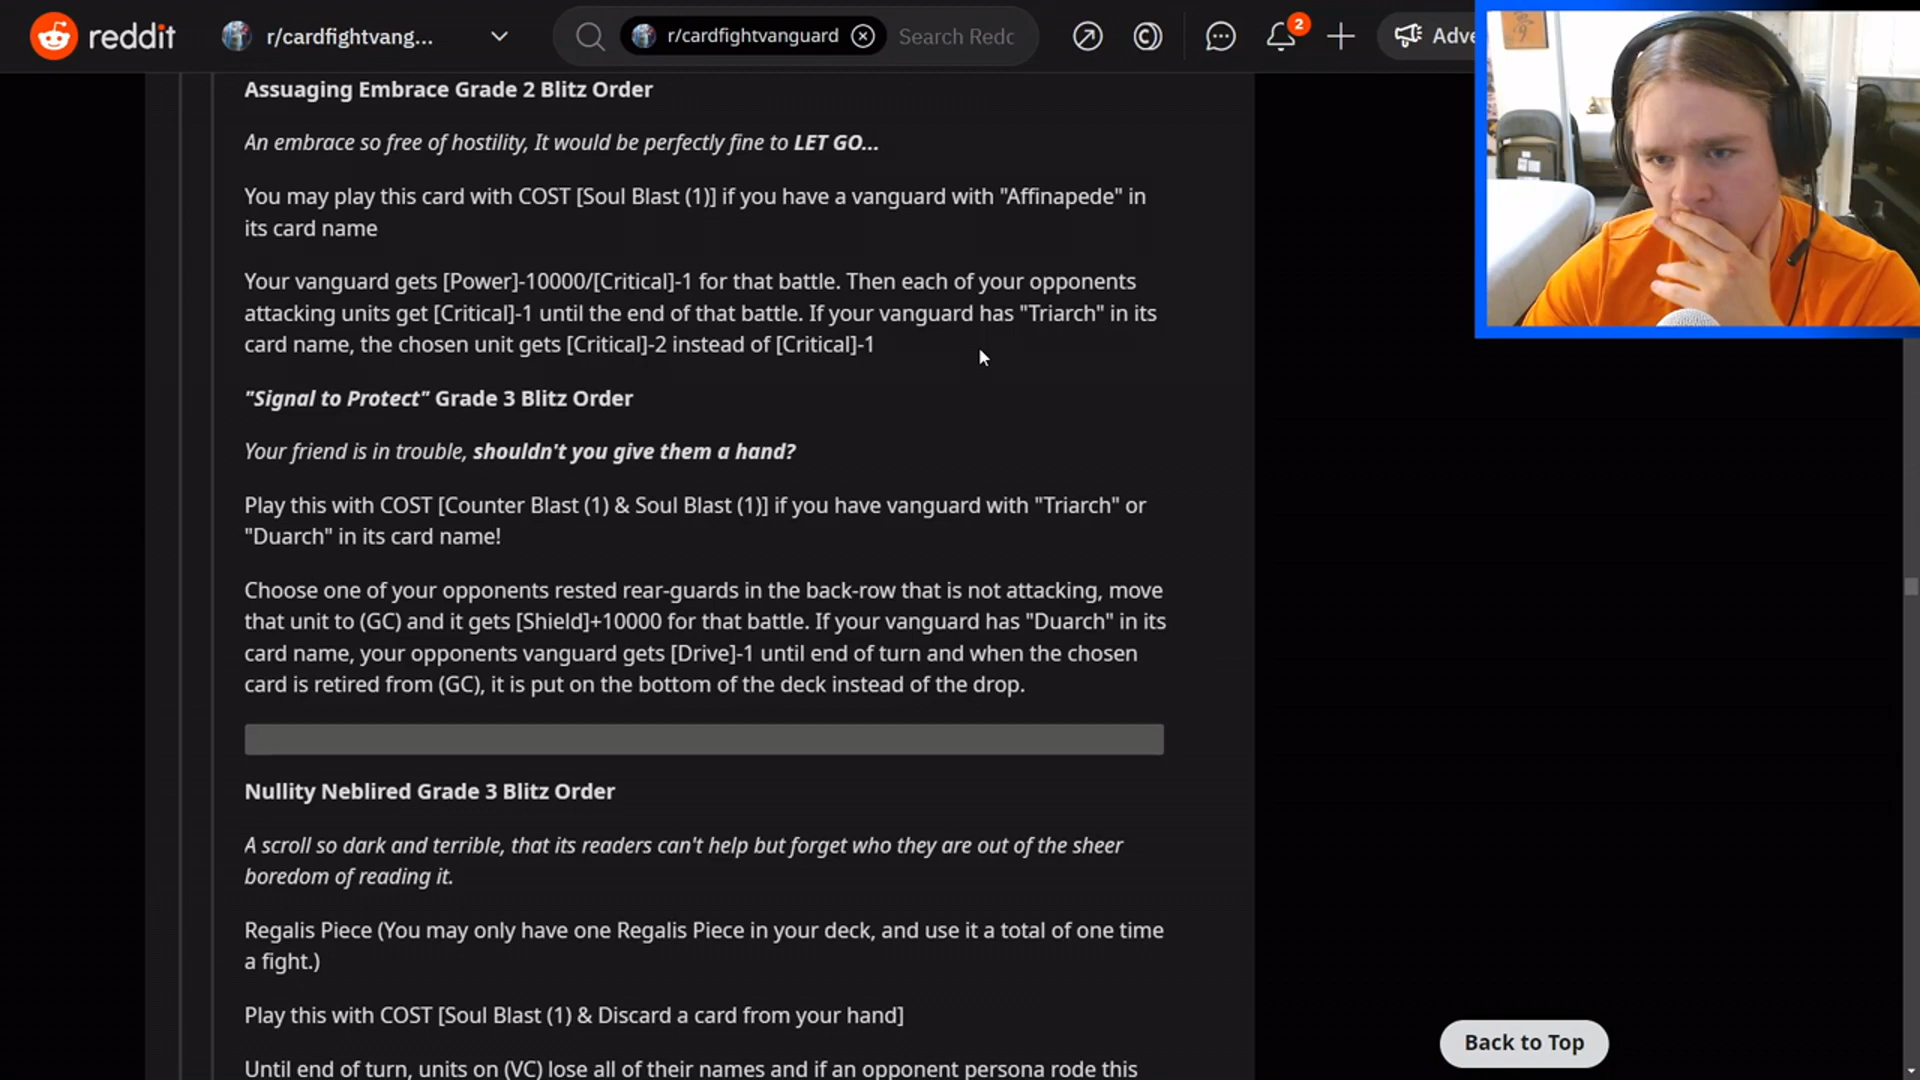 reddit
r/cardfightvang...
r/cardfightvanguard
Search Redc
2
Adve
Assuaging Embrace Grade 2 Blitz Order
An embrace so free of hostility, It would be perfectly fine to LET GO...
You may play this card with COST [Soul Blast (1)] if you have a vanguard with "Affinapede" in
its card name
Your vanguard gets [Power]-10000/[Critical]-1 for that battle. Then each of your opponents
attacking units get [Critical]-1 until the end of that battle. If your vanguard has "Triarch" in its
card name, the chosen unit gets [Critical]-2 instead of [Critical]-1
"Signal to Protect" Grade 3 Blitz Order
Your friend is in trouble, shouldn't you give them a hand?
Play this with COST [Counter Blast (1) & Soul Blast (1)] if you have vanguard with "Triarch" or
"Duarch" in its card name!
Choose one of your opponents rested rear-guards in the back-row that is not attacking, move
that unit to (GC) and it gets [Shield]+10000 for that battle. If your vanguard has "Duarch" in its
card name, your opponents vanguard gets [Drive]-1 until end of turn and when the chosen
card is retired from (GC), it is put on the bottom of the deck instead of the drop.
Nullity Neblired Grade 3 Blitz Order
A scroll so dark and terrible, that its readers can't help but forget who they are out of the sheer
boredom of reading it.
Regalis Piece (You may only have one Regalis Piece in your deck, and use it a total of one time
a fight.)
Play this with COST [Soul Blast (1) & Discard a card from your hand]
Until end of turn, units on (VC) lose all of their names and if an opponent persona rode this
Back to Top